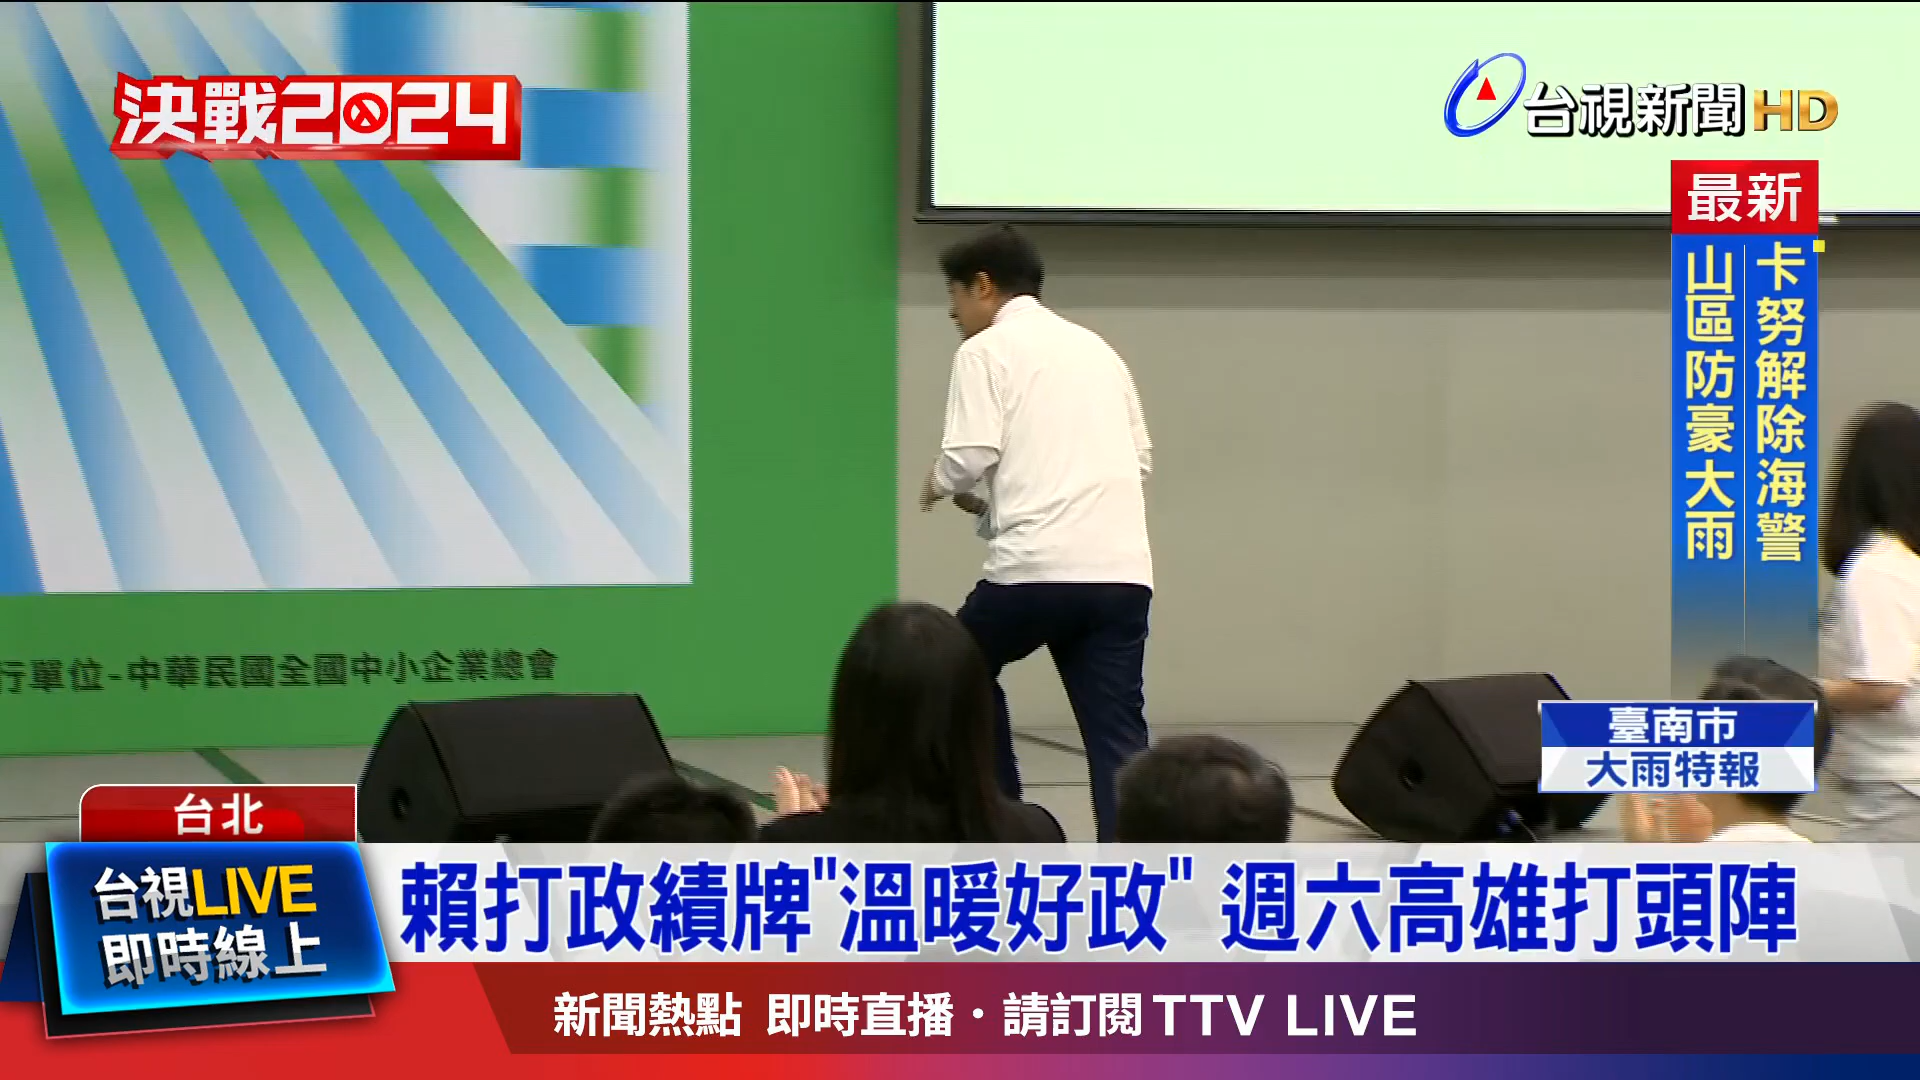 決戰2024
台視新聞HD
最新
卡努解除海警
山區防豪大雨
行單位-中華民國全國中小企業總會
臺南市
大雨特報
台北
台視LIVE
即時線上
賴打政績牌"溫暖好政" 週六高雄打頭陣
新聞熱點 即時直播·請訂閱TTV LIVE